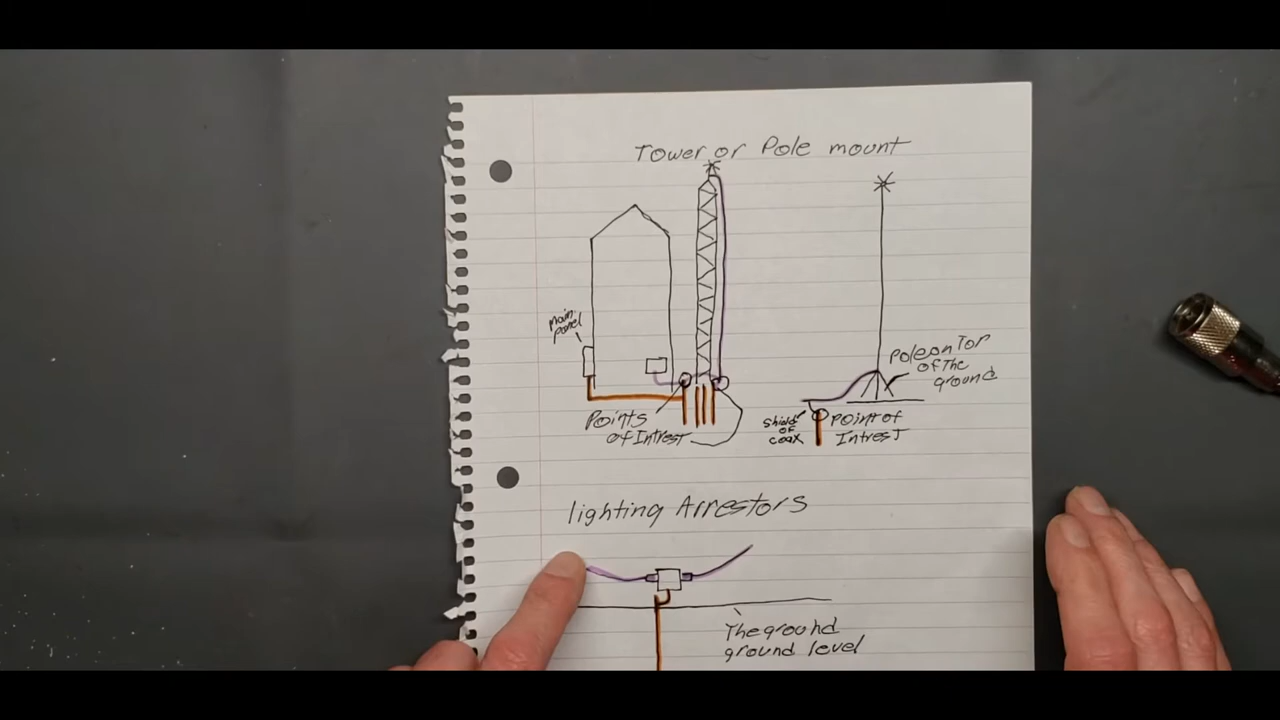 Tower or Pole mount
main
panel
Pole on Top
of The
ground
Points
of Intrest
Shield
of
coax
Point of
Intrest
lighting Arrestors
The ground
ground level